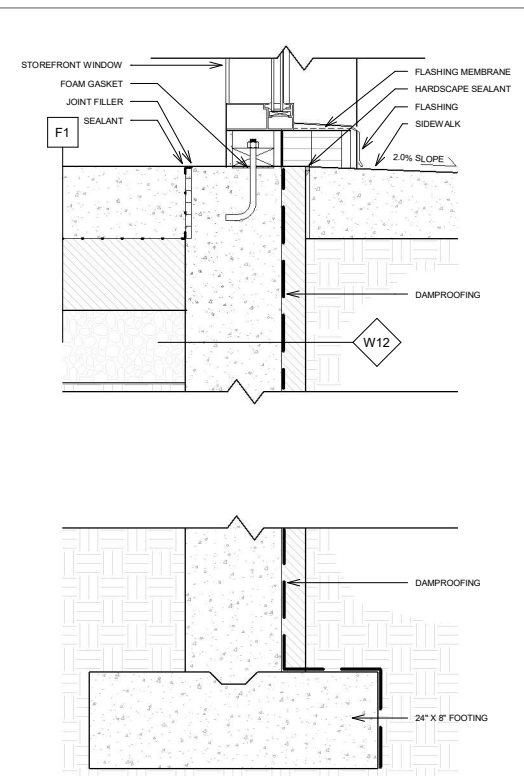 STOREFRONT WINDOW
FOAM GASKET
JOINT FILLER
SEALANT
F1
FLASHING MEMBRANE
HARDSCAPE SEALANT
FLASHING
SIDEWALK
2.0% SLOPE
DAMPROOFING
W12
DAMPROOFING
24" X 8" FOOTING